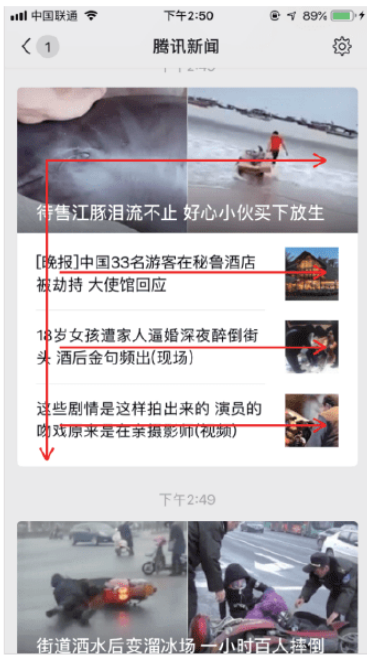 中国联通 下午2:50 89%
1 腾讯新闻
下午2:49
待售江豚泪流不止 好心小伙买下放生
[晚报]中国33名游客在秘鲁酒店
被劫持 大使馆回应
18岁女孩遭家人逼婚深夜醉倒街
头 酒后金句频出(现场)
这些剧情是这样拍出来的 演员的
吻戏原来是在亲摄影师(视频)
下午2:49
街道洒水后变溜冰场 一小时百人摔倒